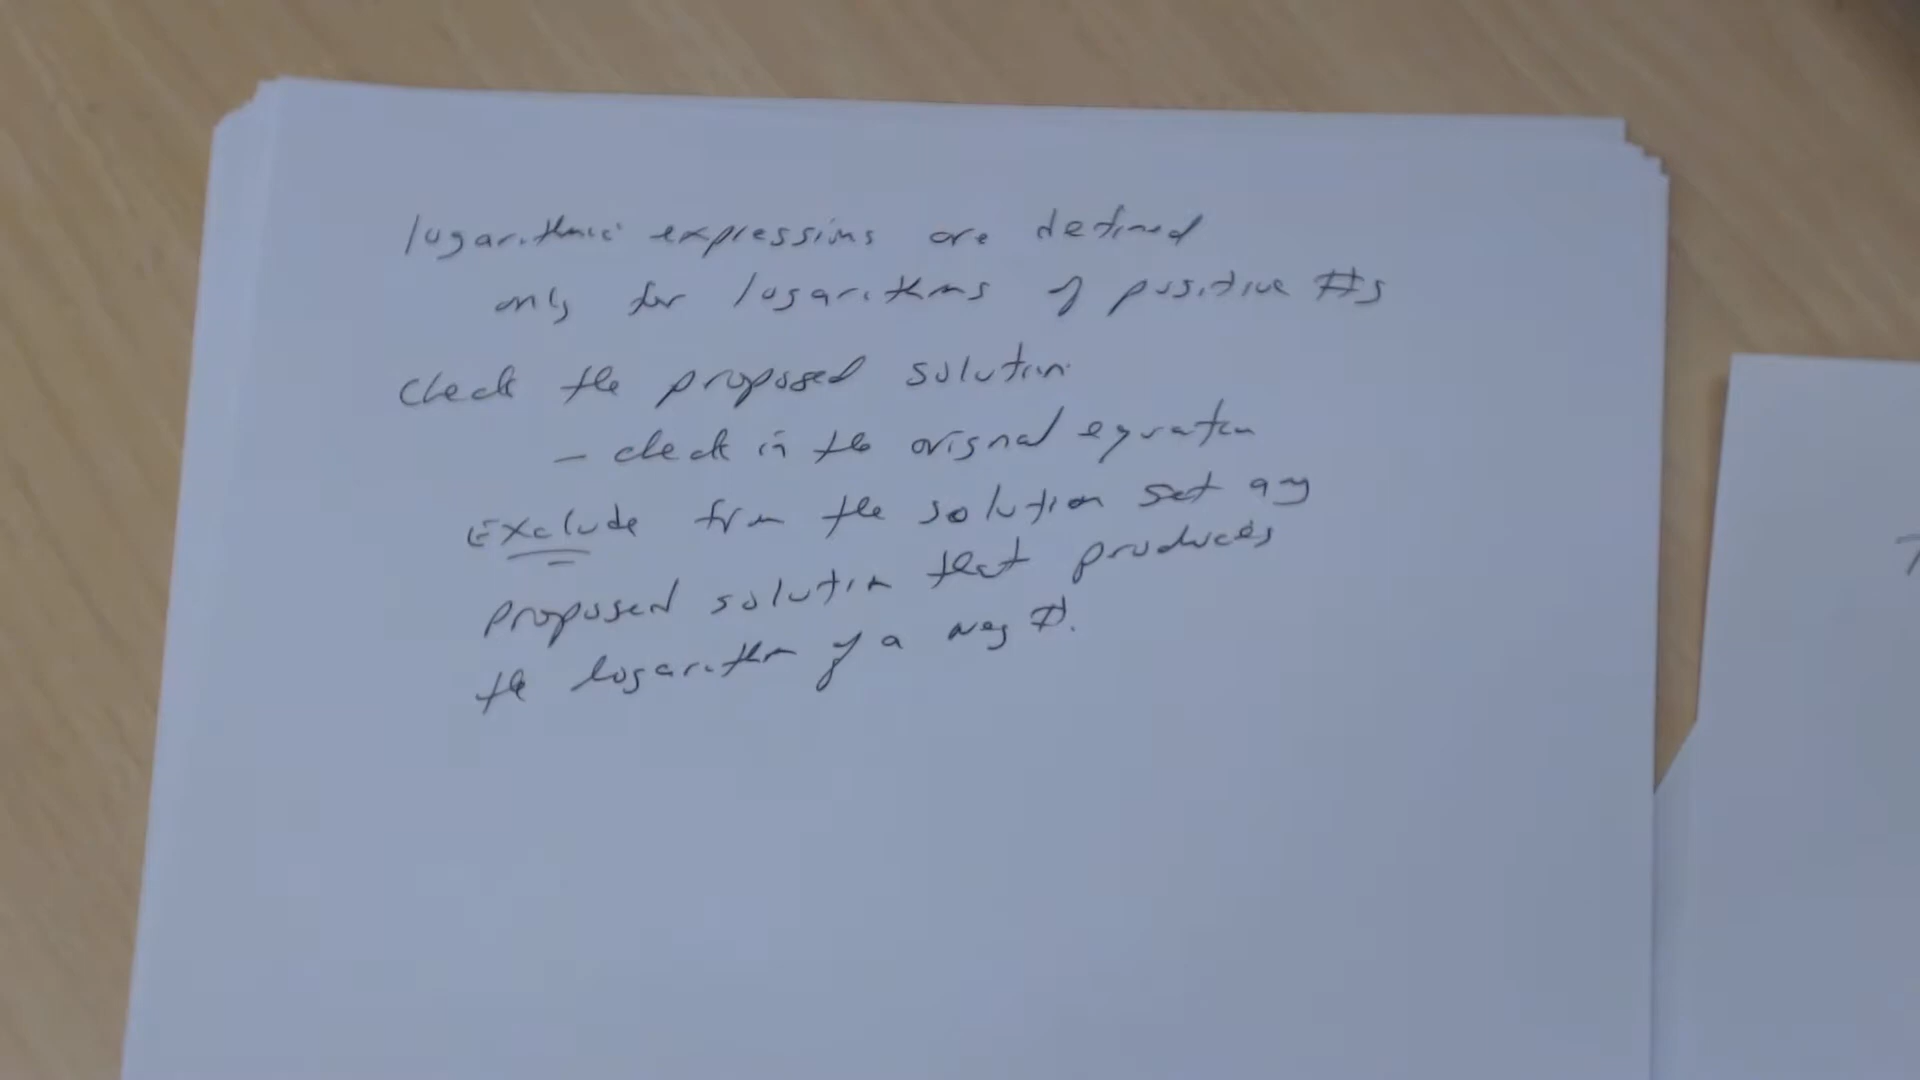 logarithmic expressions are defined
only for logarithms of positive #s
Check the proposed solution
- check in the original equation
Exclude from the solution set any
proposed solution that produces
the logarithm of a neg #.